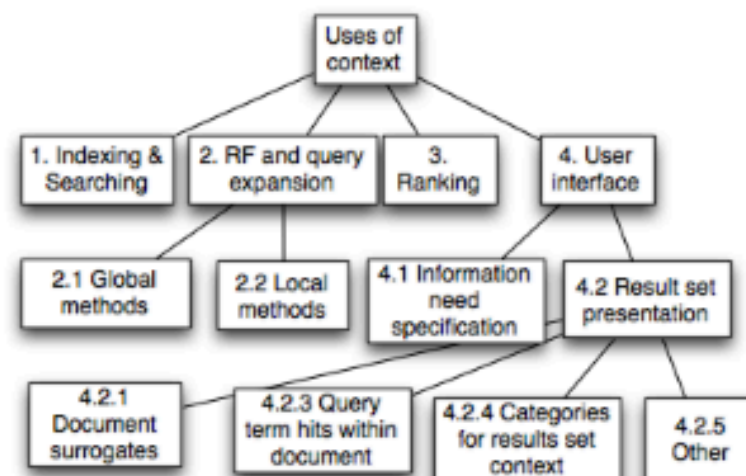 Uses of
context
1. Indexing &
Searching
2. RF and query
expansion
3.
Ranking
4. User
interface
2.1 Global
methods
2.2 Local
methods
4.1 Information
need
specification
4.2 Result set
presentation
4.2.1
Document
surrogates
4.2.3 Query
term hits within
document
4.2.4 Categories
for results set
context
4.2.5
Other